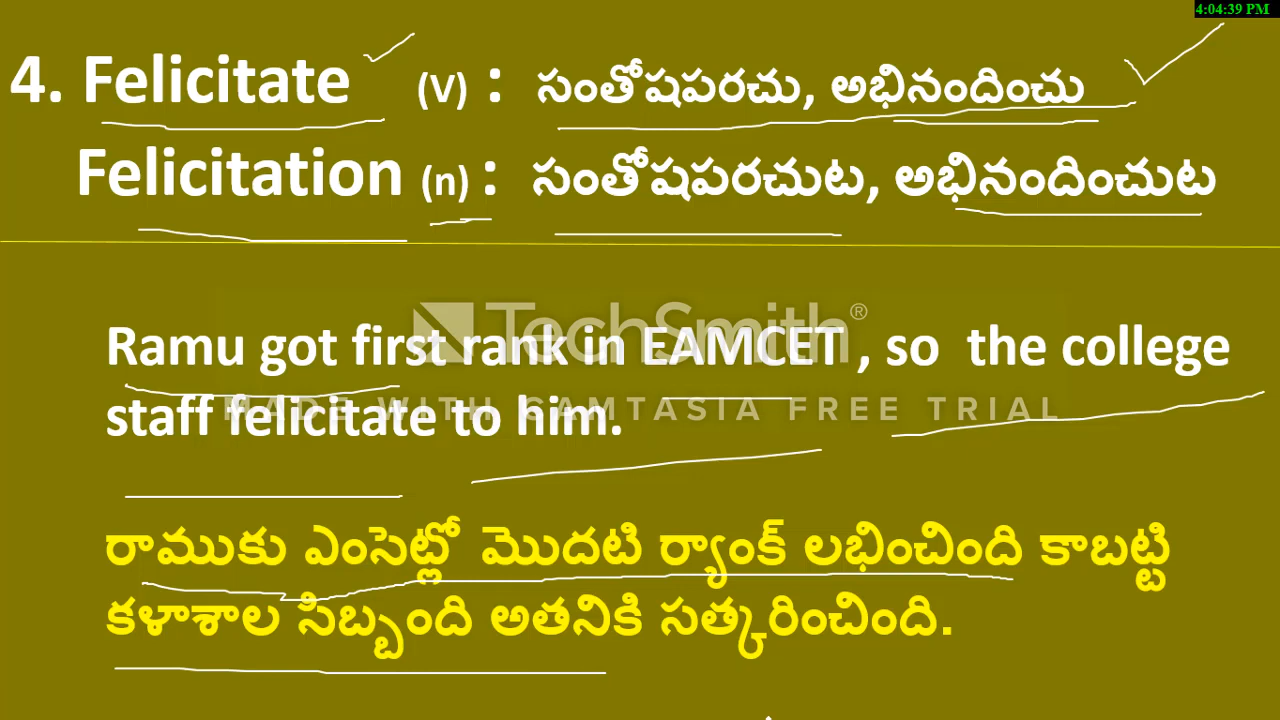 4:04:39 PM
4. Felicitate (V) : సంతోషపరచు, అభినందించు
Felicitation (n) : సంతోషపరచుట, అభినందించుట
TechSmith®
Ramu got first rank in EAMCET , so the college
MADE WITH CAMTASIA FREE TRIAL
staff felicitate to him.
రాముకు ఎంసెట్లో మొదటి ర్యాంక్ లభించింది కాబట్టి
కళాశాల సిబ్బంది అతనికి సత్కరించింది.